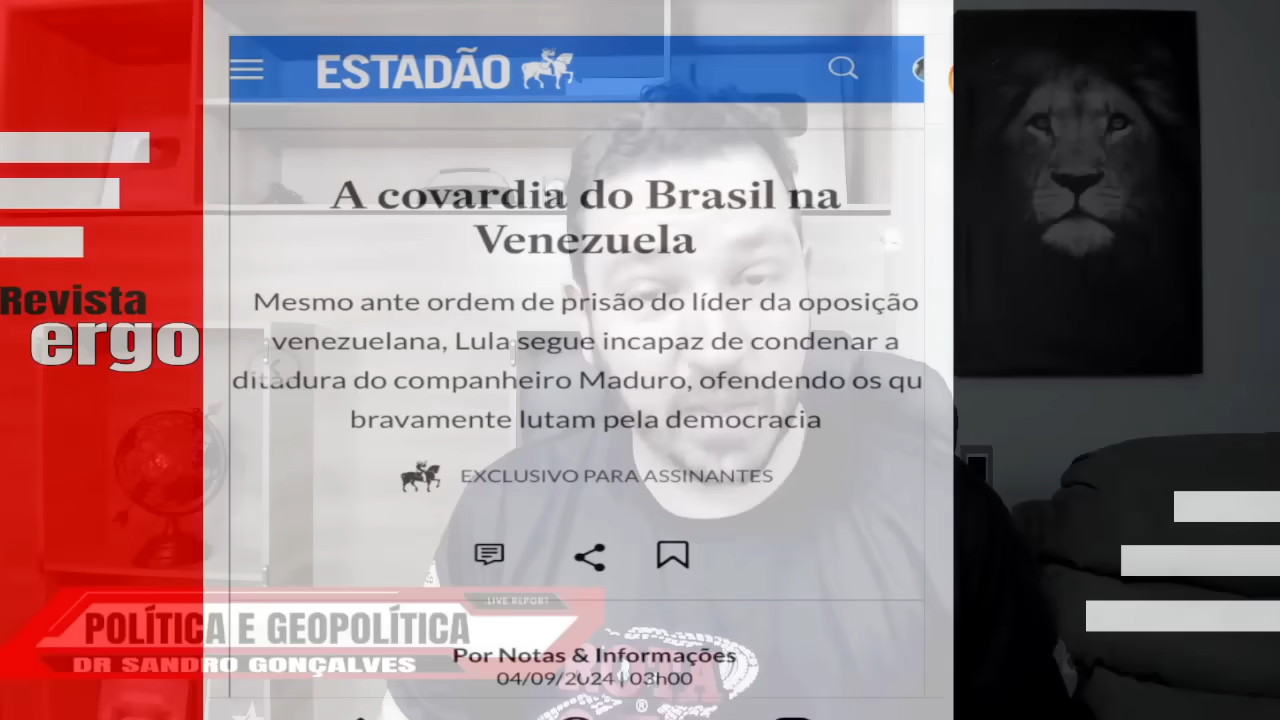 ESTADÃO
A covardia do Brasil na
Venezuela
Mesmo ante ordem de prisão do líder da oposição
venezuelana, Lula segue incapaz de condenar a
ditadura do companheiro Maduro, ofendendo os qu
bravamente lutam pela democracia
EXCLUSIVO PARA ASSINANTES
Revista
ergo
LIVE REPORT
POLÍTICA E GEOPOLÍTICA
DR SANDRO GONÇALVES
Por Notas & Informações
04/09/2024 | 03h00
ROTA
®